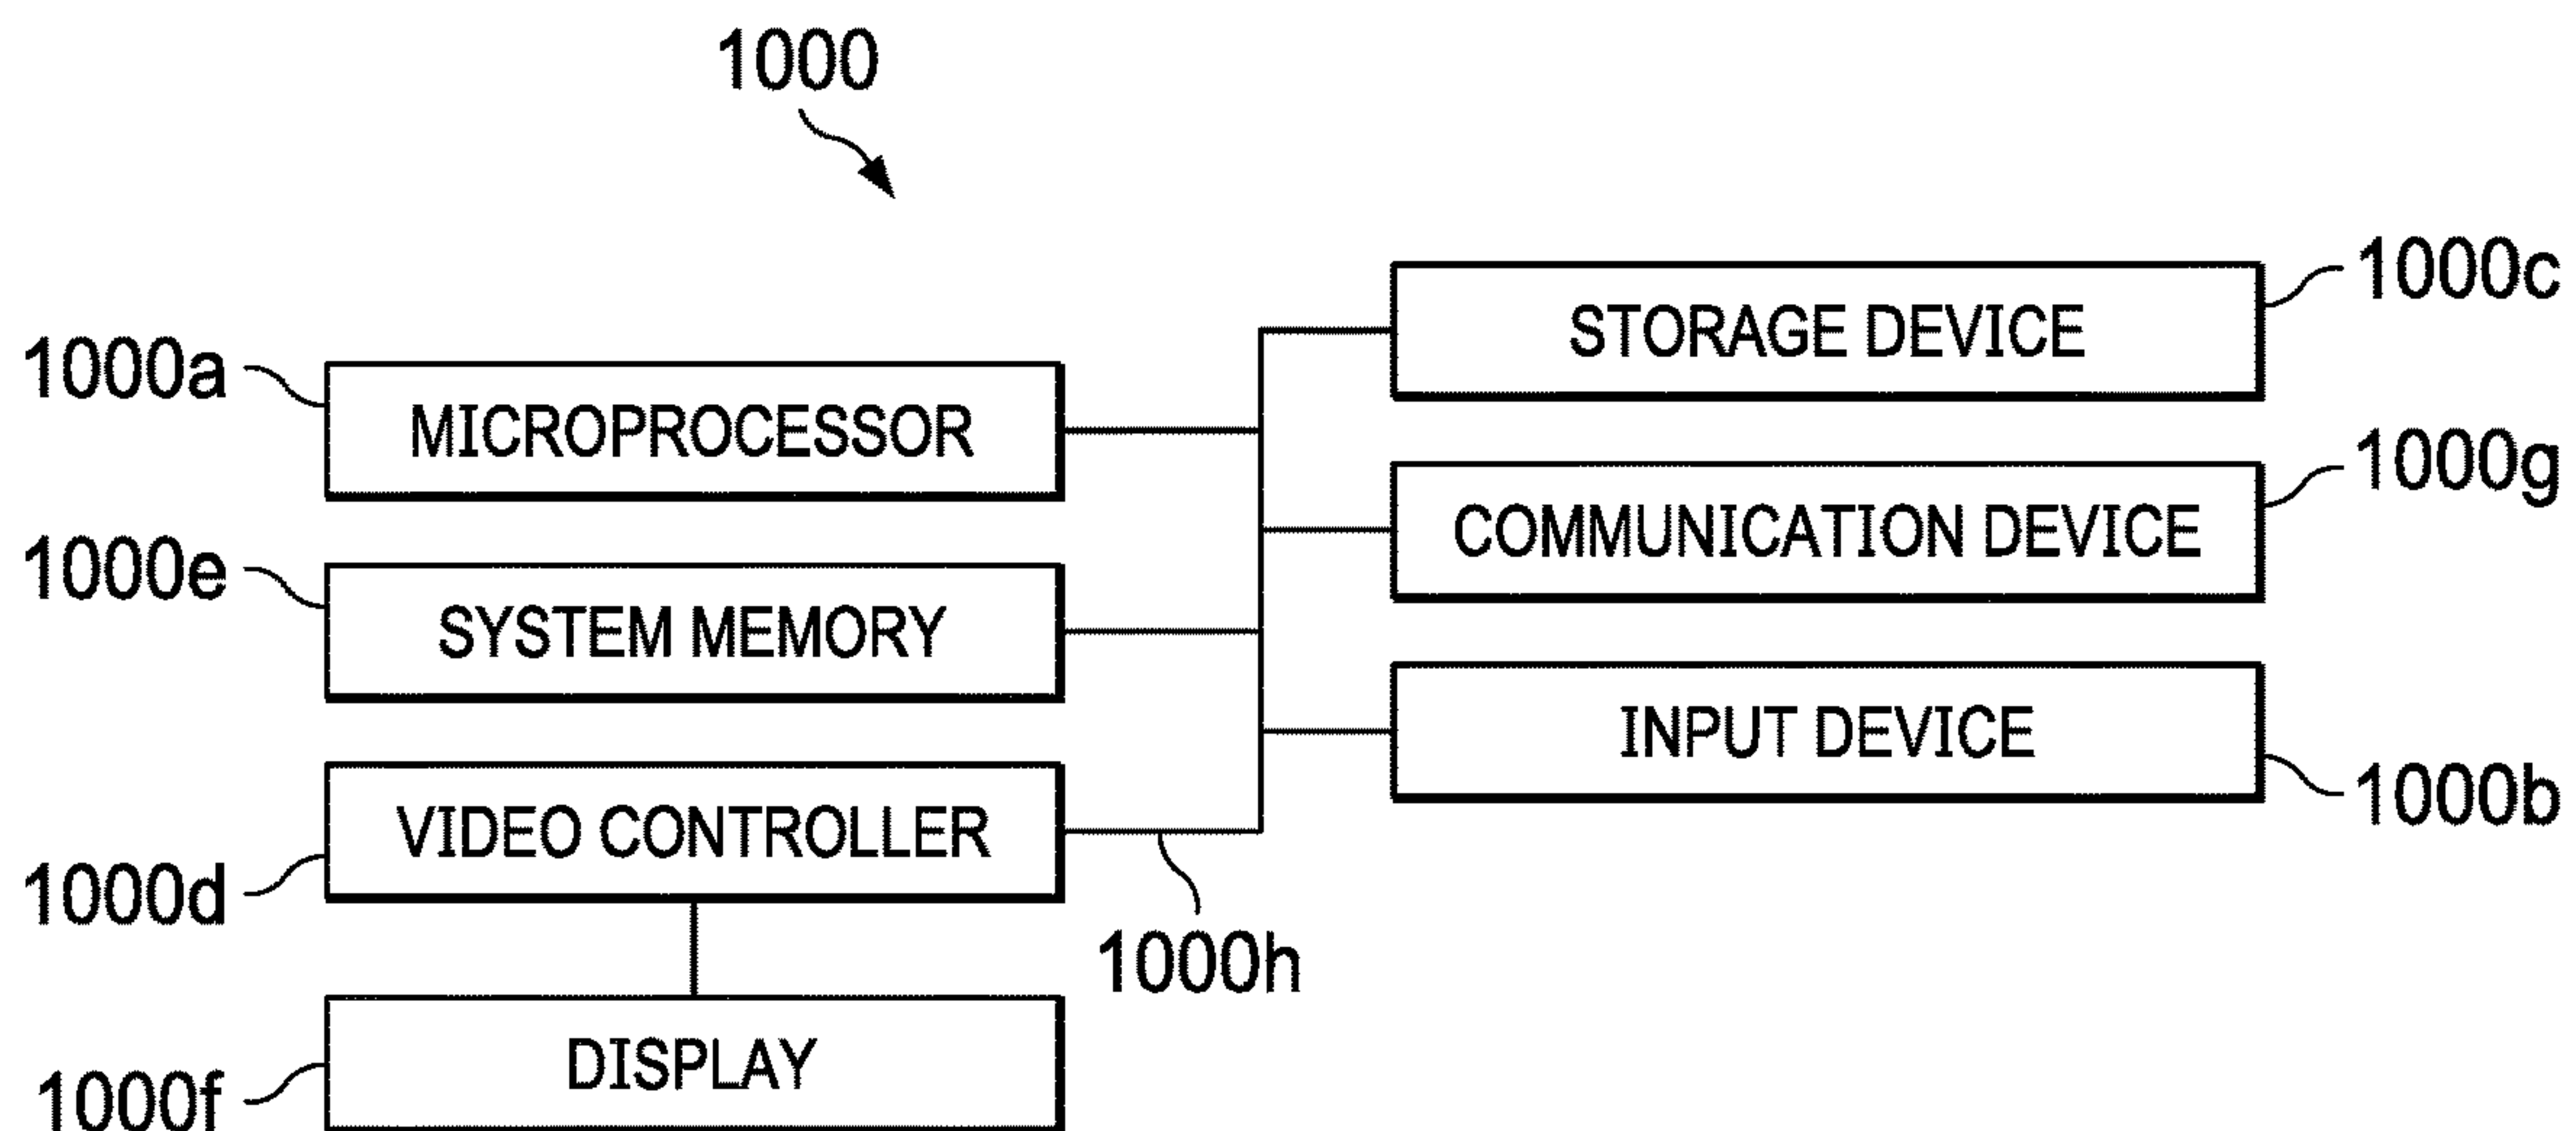 1000
1000c
STORAGE DEVICE
1000a
MICROPROCESSOR
1000g
COMMUNICATION DEVICE
1000e
SYSTEM MEMORY
INPUT DEVICE
1000b
VIDEO CONTROLLER
1000d
1000h
DISPLAY
1000f